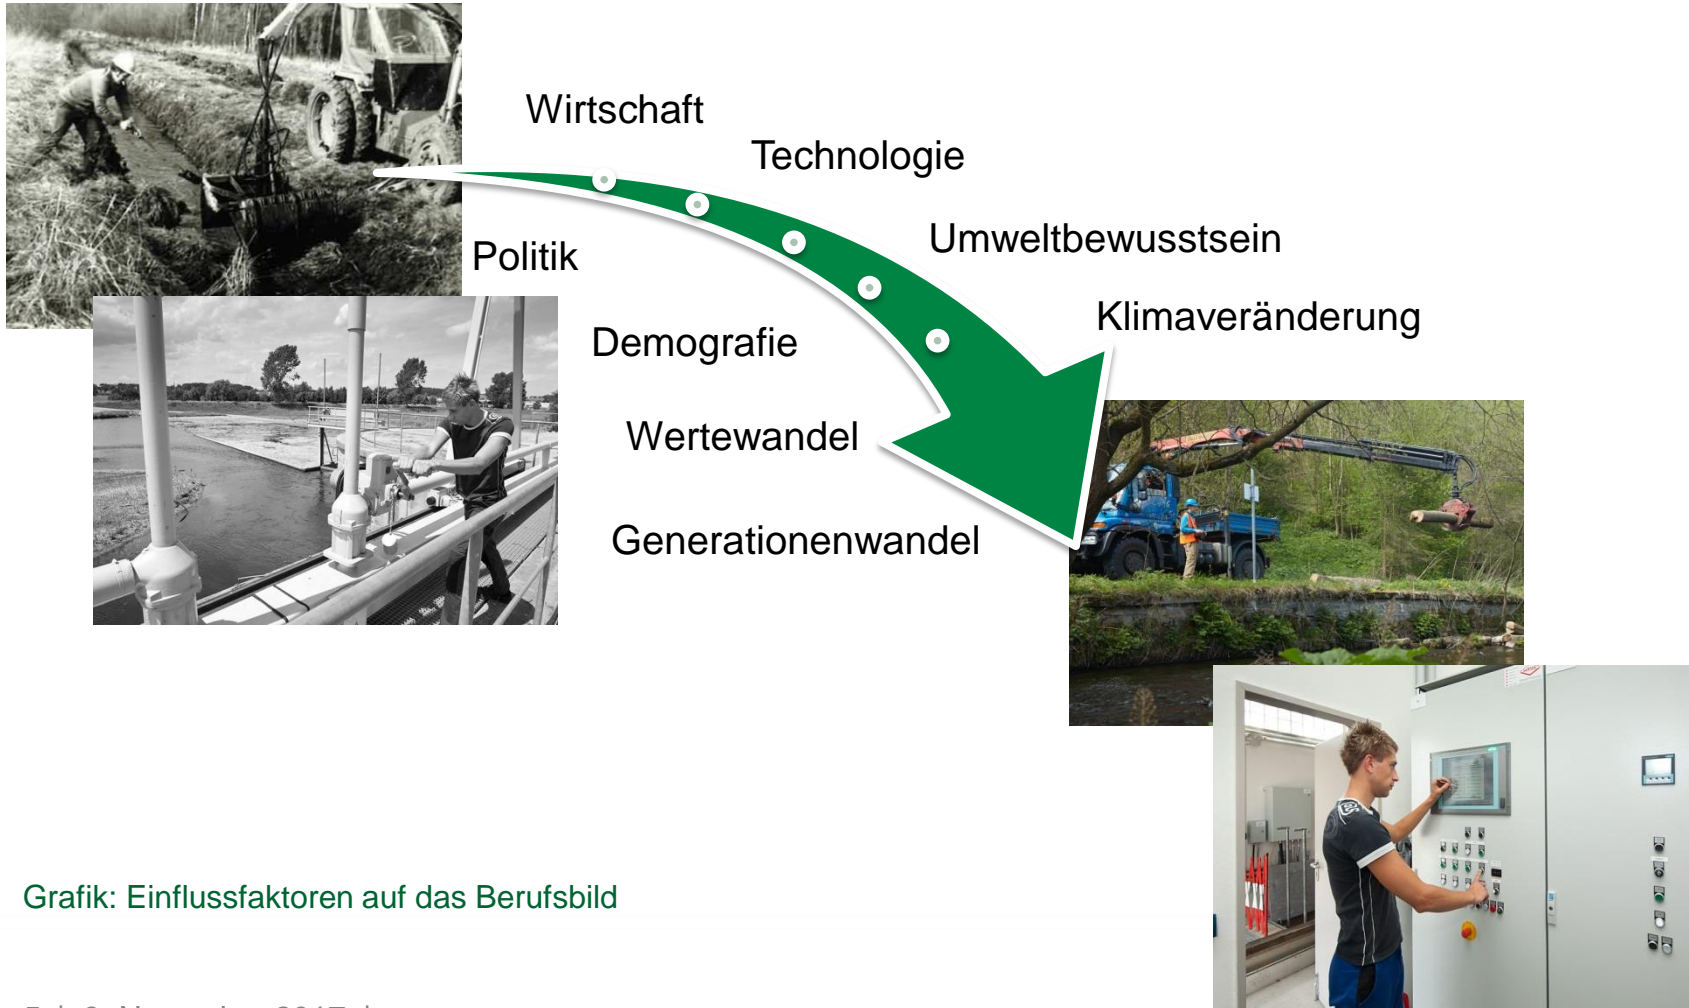 Wirtschaft
Technologie
Umweltbewusstsein
Politik
Klimaveränderung
Demografie
Wertewandel
Generationenwandel
Grafik: Einflussfaktoren auf das Berufsbild